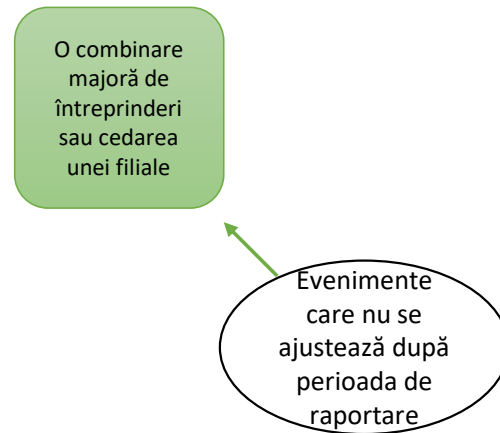 O combinare
majoră de
întreprinderi
sau cedarea
unei filiale
Evenimente
care nu se
ajustează după
perioada de
raportare